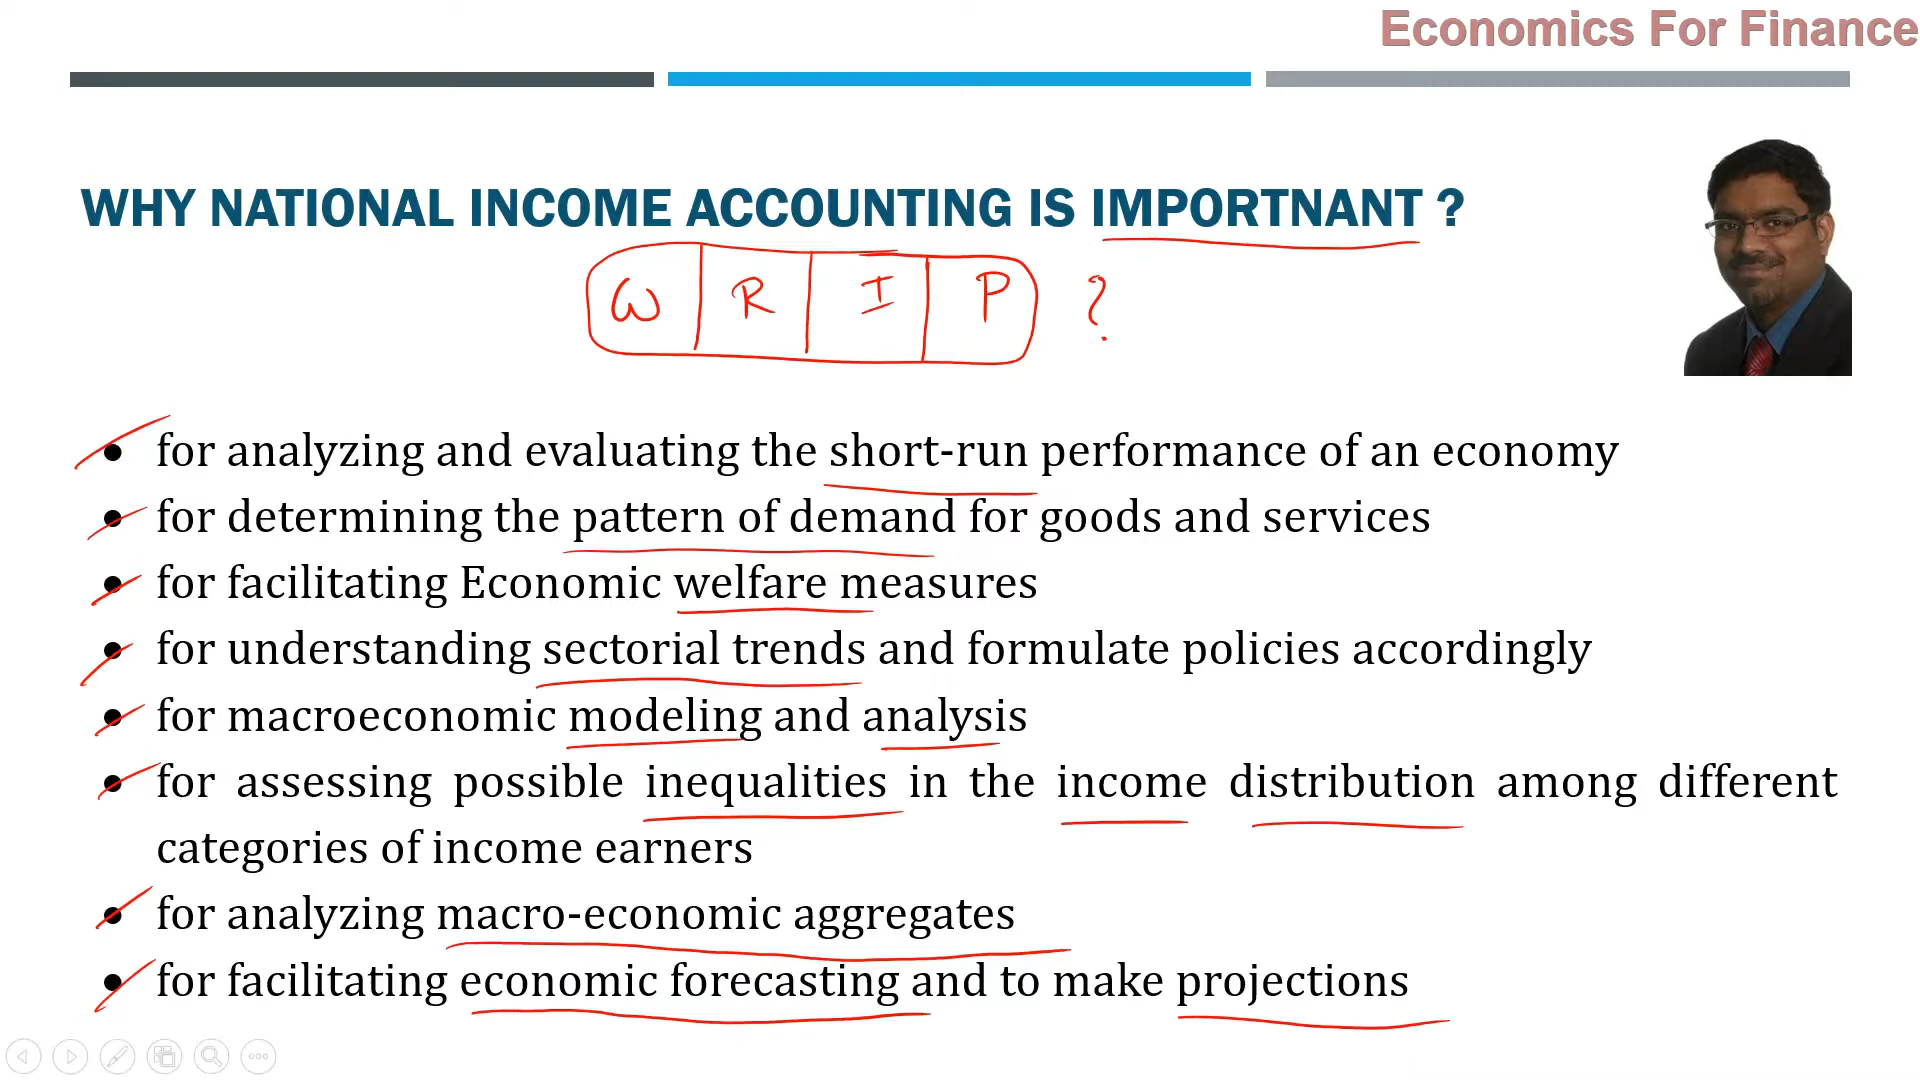 Economics For Finance
WHY NATIONAL INCOME ACCOUNTING IS IMPORTNANT ?
W R I P ?
• for analyzing and evaluating the short-run performance of an economy
• for determining the pattern of demand for goods and services
• for facilitating Economic welfare measures
• for understanding sectorial trends and formulate policies accordingly
• for macroeconomic modeling and analysis
• for assessing possible inequalities in the income distribution among different
categories of income earners
• for analyzing macro-economic aggregates
• for facilitating economic forecasting and to make projections